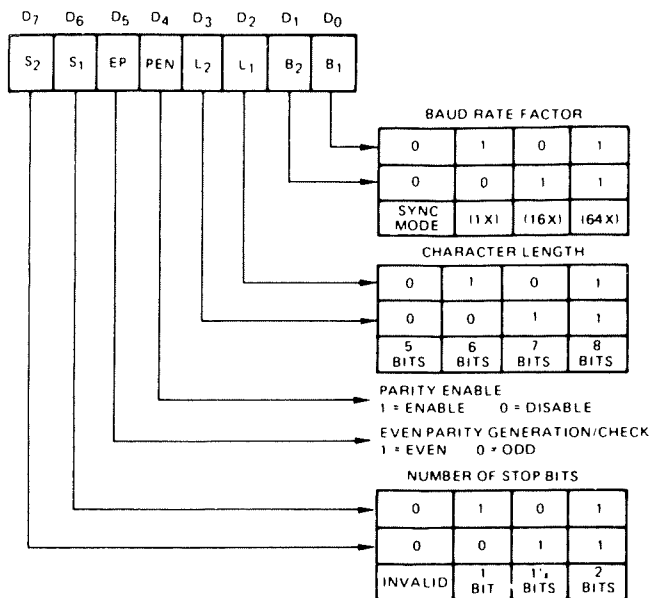 D7 D6 D5 D4 D3 D2 D1 D0
S2 S1 EP PEN L2 L1 B2 B1
BAUD RATE FACTOR
0 1 0 1
0 0 1 1
SYNC MODE (1X) (16X) (64X)
CHARACTER LENGTH
0 1 0 1
0 0 1 1
5 BITS 6 BITS 7 BITS 8 BITS
PARITY ENABLE
1 = ENABLE 0 = DISABLE
EVEN PARITY GENERATION/CHECK
1 = EVEN 0 = ODD
NUMBER OF STOP BITS
0 1 0 1
0 0 1 1
INVALID 1 BIT BITS 2 BITS